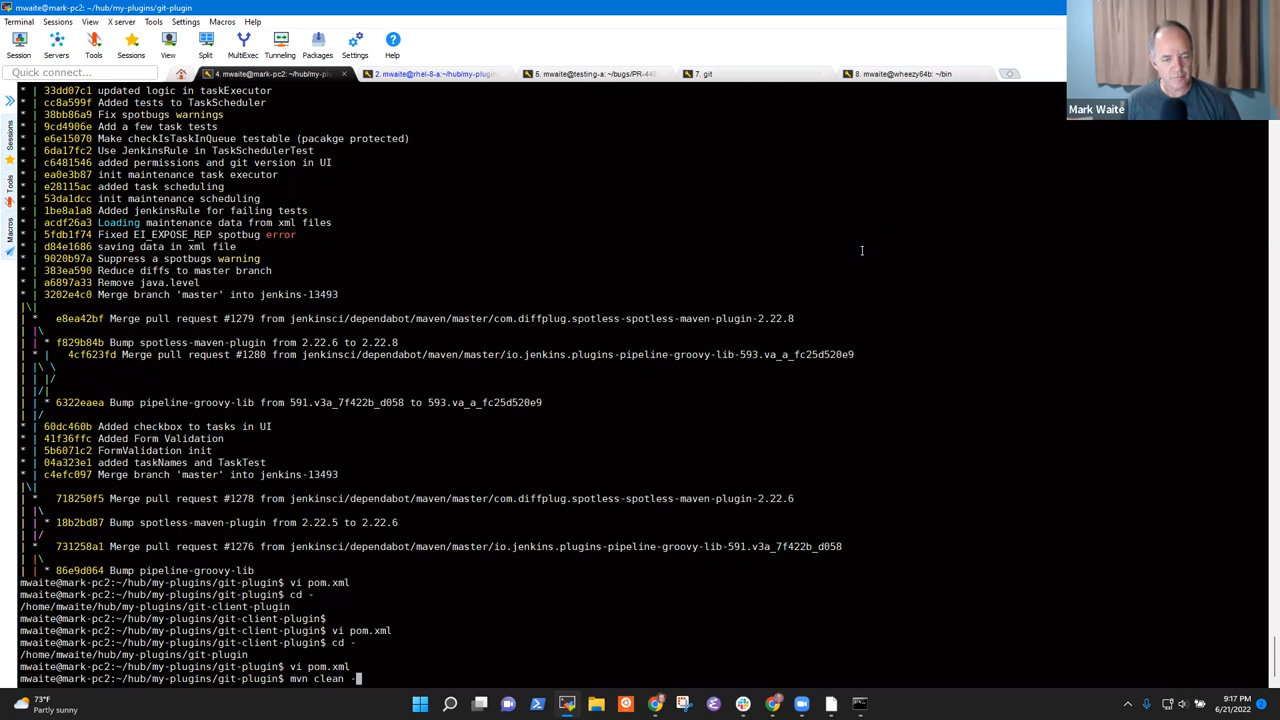 mwaite@mark-pc2: ~/hub/my-plugins/git-plugin
Terminal Sessions View X server Tools Settings Macros Help
Session Servers Tools Sessions View Split MultiExec Tunneling Packages Settings Help
Quick connect...
4. mwaite@mark-pc2: ~/hub/my-pl
2. mwaite@rhel-8-a:~/hub/my-plugin
5. mwaite@testing-a: ~/bugs/PR-448
7. git
8. mwaite@wheezy64b: ~/bin
Mark Waite
Sessions
Tools
Macros
* | 33dd07c1 updated logic in taskExecutor
* | cc8a599f Added tests to TaskScheduler
* | 38bb86a9 Fix spotbugs warnings
* | 9cd4906e Add a few task tests
* | e6e15070 Make checkIsTaskInQueue testable (pacakge protected)
* | 6da17fc2 Use JenkinsRule in TaskSchedulerTest
* | c6481546 added permissions and git version in UI
* | ea0e3b87 init maintenance task executor
* | e28115ac added task scheduling
* | 53da1dcc init maintenance scheduling
* | 1be8a1a8 Added jenkinsRule for failing tests
* | acdf26a3 Loading maintenance data from xml files
* | 5fdb1f74 Fixed EI_EXPOSE_REP spotbug error
* | d84e1686 saving data in xml file
* | 9020b97a Suppress a spotbugs warning
* | 383ea590 Reduce diffs to master branch
* | a6897a33 Remove java.level
* | 3202e4c0 Merge branch 'master' into jenkins-13493
|\|
| * e8ea42bf Merge pull request #1279 from jenkinsci/dependabot/maven/master/com.diffplug.spotless-spotless-maven-plugin-2.22.8
| |\
| | * f829b84b Bump spotless-maven-plugin from 2.22.6 to 2.22.8
| * | 4cf623fd Merge pull request #1280 from jenkinsci/dependabot/maven/master/io.jenkins.plugins-pipeline-groovy-lib-593.va_a_fc25d520e9
| |\ \
| | |/
| |/|
| | * 6322eaea Bump pipeline-groovy-lib from 591.v3a_7f422b_d058 to 593.va_a_fc25d520e9
| |/
* | 60dc460b Added checkbox to tasks in UI
* | 41f36ffc Added Form Validation
* | 5b6071c2 FormValidation init
* | 04a323e1 added taskNames and TaskTest
* | c4efc097 Merge branch 'master' into jenkins-13493
|\|
| * 718250f5 Merge pull request #1278 from jenkinsci/dependabot/maven/master/com.diffplug.spotless-spotless-maven-plugin-2.22.6
| |\
| | * 18b2bd87 Bump spotless-maven-plugin from 2.22.5 to 2.22.6
| |/
| * 731258a1 Merge pull request #1276 from jenkinsci/dependabot/maven/master/io.jenkins.plugins-pipeline-groovy-lib-591.v3a_7f422b_d058
| |\
| | * 86e9d064 Bump pipeline-groovy-lib
mwaite@mark-pc2:~/hub/my-plugins/git-plugin$ vi pom.xml
mwaite@mark-pc2:~/hub/my-plugins/git-plugin$ cd -
/home/mwaite/hub/my-plugins/git-client-plugin
mwaite@mark-pc2:~/hub/my-plugins/git-client-plugin$
mwaite@mark-pc2:~/hub/my-plugins/git-client-plugin$ vi pom.xml
mwaite@mark-pc2:~/hub/my-plugins/git-client-plugin$ cd -
/home/mwaite/hub/my-plugins/git-plugin
mwaite@mark-pc2:~/hub/my-plugins/git-plugin$ vi pom.xml
mwaite@mark-pc2:~/hub/my-plugins/git-plugin$ mvn clean -
73°F
Partly sunny
9:17 PM
6/21/2022